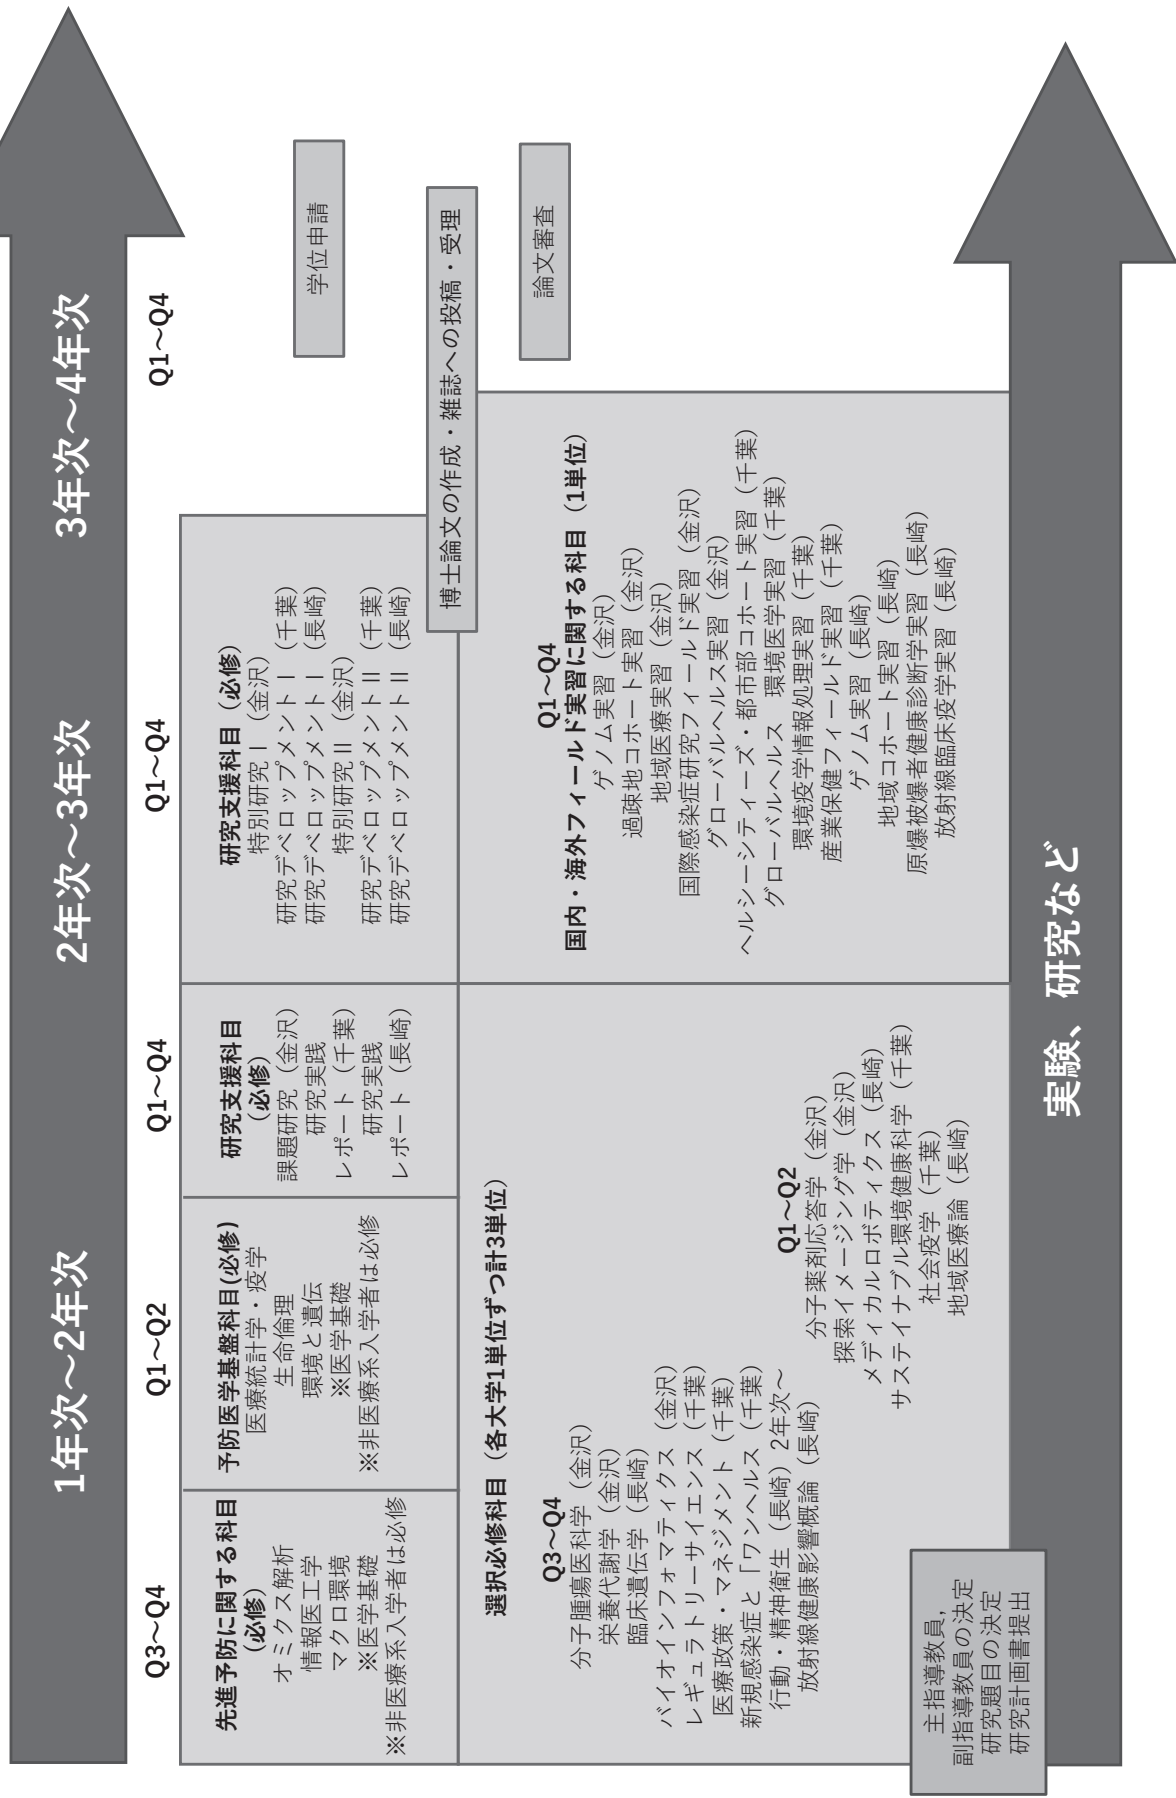 1年次～2年次
2年次～3年次
3年次～4年次
Q3～Q4
Q1～Q2
Q1～Q4
Q1～Q4
Q1～Q4
先進予防に関する科目
(必修)
オミクス解析
情報医工学
マクロ環境
※医学基礎
※非医療系入学者は必修
予防医学基盤科目(必修)
医療統計学・疫学
生命倫理
環境と遺伝
※医学基礎
※非医療系入学者は必修
研究支援科目
(必修)
課題研究（金沢）
研究実践
レポート（千葉）
研究実践
レポート（長崎）
研究支援科目（必修）
特別研究Ⅰ（金沢）
研究デベロップメントⅠ（千葉）
研究デベロップメントⅠ（長崎）
特別研究Ⅱ（金沢）
研究デベロップメントⅡ（千葉）
研究デベロップメントⅡ（長崎）
学位申請
博士論文の作成・雑誌への投稿・受理
論文審査
選択必修科目（各大学1単位ずつ計3単位）
Q3～Q4
分子腫瘍医科学（金沢）
栄養代謝学（金沢）
臨床遺伝学（長崎）
バイオインフォマティクス（金沢）
レギュラトリーサイエンス（千葉）
医療政策・マネジメント（千葉）
新規感染症と「ワンヘルス（千葉）
行動・精神衛生（長崎）2年次～
放射線健康影響概論（長崎）
Q1～Q2
分子薬剤応答学（金沢）
探索イメージング学（金沢）
メディカルロボティクス（長崎）
サステイナブル環境健康科学（千葉）
社会疫学（千葉）
地域医療論（長崎）
Q1～Q4
国内・海外フィールド実習に関する科目（1単位）
ゲノム実習（金沢）
過疎地コホート実習（金沢）
地域医療実習（金沢）
国際感染症研究フィールド実習（金沢）
グローバルヘルス実習（金沢）
ヘルシーシティーズ・都市部コホート実習（千葉）
グローバルヘルス　環境医学実習（千葉）
環境疫学情報処理実習（千葉）
産業保健フィールド実習（千葉）
ゲノム実習（長崎）
地域コホート実習（長崎）
原爆被爆者健康診断学実習（長崎）
放射線臨床疫学実習（長崎）
主指導教員,
副指導教員の決定
研究題目の決定
研究計画書提出
実験、研究など